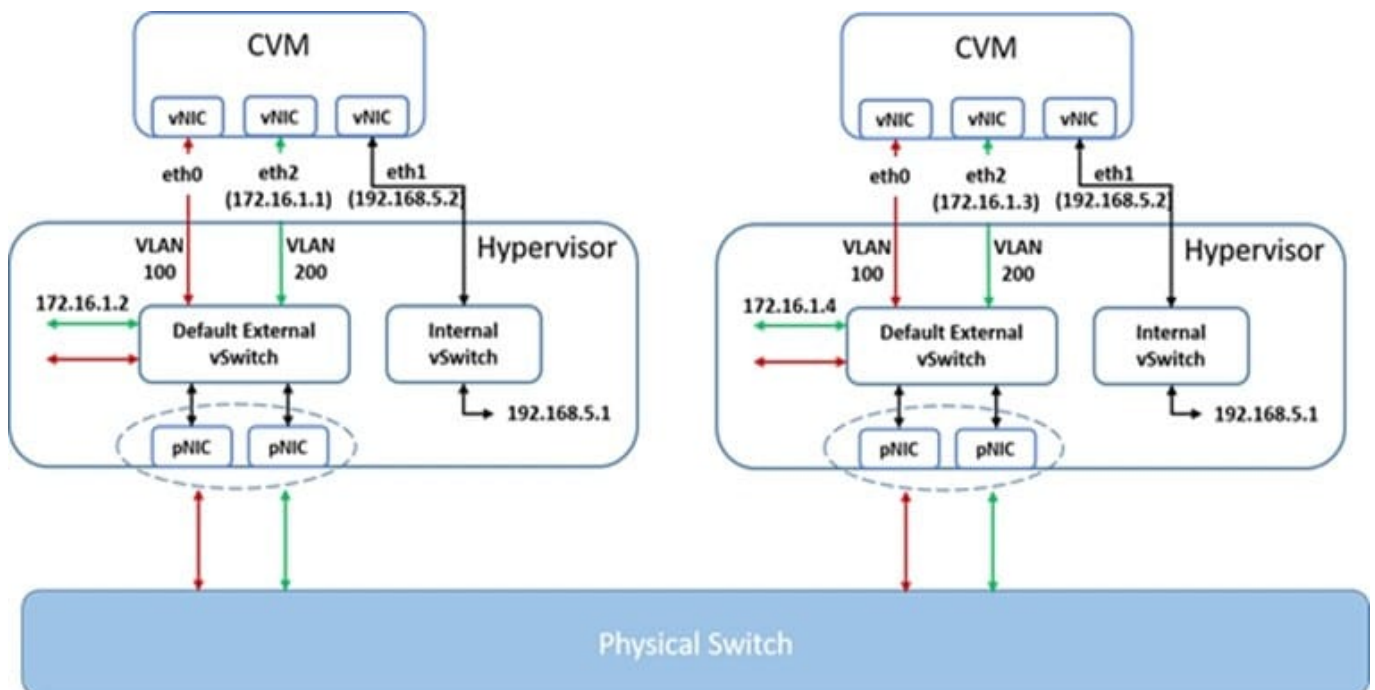 CVM
vNIC
vNIC
vNIC
eth0
eth2
(172.16.1.1)
eth1
(192.168.5.2)
Hypervisor
VLAN
100
VLAN
200
172.16.1.2
Default External
vSwitch
Internal
vSwitch
192.168.5.1
pNIC
pNIC
CVM
vNIC
vNIC
vNIC
eth0
eth2
(172.16.1.3)
eth1
(192.168.5.2)
Hypervisor
VLAN
100
VLAN
200
172.16.1.4
Default External
vSwitch
Internal
vSwitch
192.168.5.1
pNIC
pNIC
Physical Switch